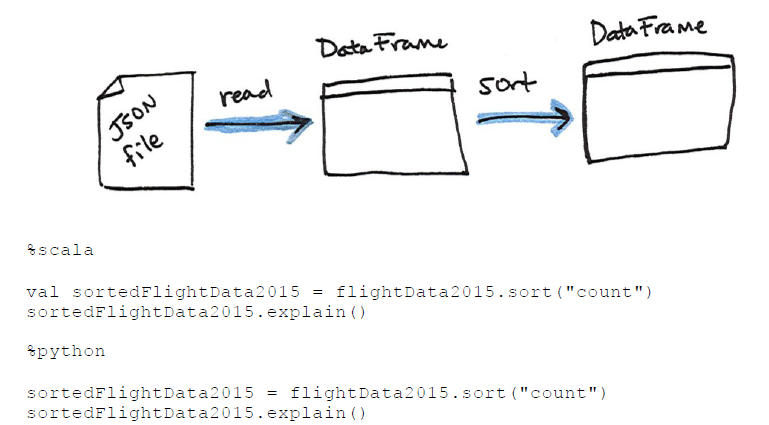 DataFrame
DataFrame
read
sort
JSON
file
%scala
val sortedFlightData2015 = flightData2015.sort("count")
sortedFlightData2015.explain()
%python
sortedFlightData2015 = flightData2015.sort("count")
sortedFlightData2015.explain()